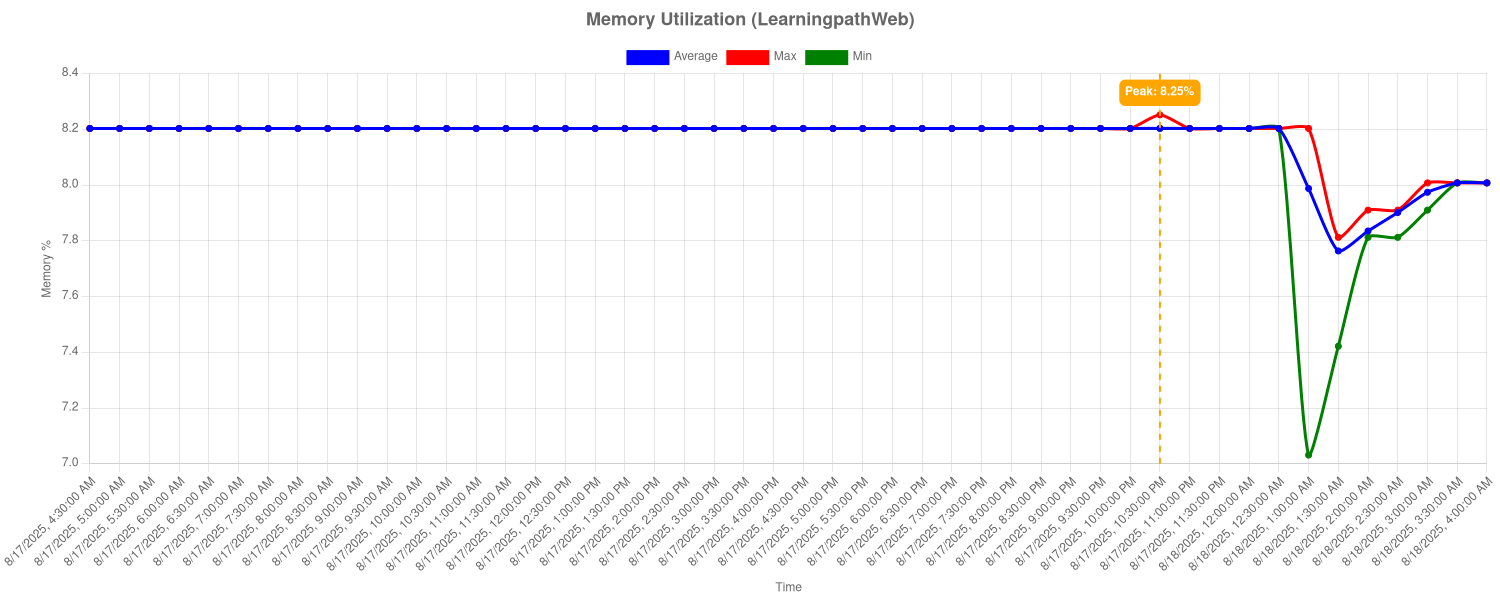 Memory Utilization (LearningpathWeb)
Average Max Min
Peak: 8.25%
8.4
8.2
8.0
7.8
7.6
7.4
7.2
7.0
Memory %
8/17/2025, 4:30:00 AM
8/17/2025, 5:00:00 AM
8/17/2025, 5:30:00 AM
8/17/2025, 6:00:00 AM
8/17/2025, 6:30:00 AM
8/17/2025, 7:00:00 AM
8/17/2025, 7:30:00 AM
8/17/2025, 8:00:00 AM
8/17/2025, 8:30:00 AM
8/17/2025, 9:00:00 AM
8/17/2025, 9:30:00 AM
8/17/2025, 10:00:00 AM
8/17/2025, 10:30:00 AM
8/17/2025, 11:00:00 AM
8/17/2025, 11:30:00 AM
8/17/2025, 12:00:00 PM
8/17/2025, 12:30:00 PM
8/17/2025, 1:00:00 PM
8/17/2025, 1:30:00 PM
8/17/2025, 2:00:00 PM
8/17/2025, 2:30:00 PM
8/17/2025, 3:00:00 PM
8/17/2025, 3:30:00 PM
8/17/2025, 4:00:00 PM
8/17/2025, 4:30:00 PM
8/17/2025, 5:00:00 PM
8/17/2025, 5:30:00 PM
8/17/2025, 6:00:00 PM
8/17/2025, 6:30:00 PM
8/17/2025, 7:00:00 PM
8/17/2025, 7:30:00 PM
8/17/2025, 8:00:00 PM
8/17/2025, 8:30:00 PM
8/17/2025, 9:00:00 PM
8/17/2025, 9:30:00 PM
8/17/2025, 10:00:00 PM
8/17/2025, 10:30:00 PM
8/17/2025, 11:00:00 PM
8/17/2025, 11:30:00 PM
8/18/2025, 12:00:00 AM
8/18/2025, 12:30:00 AM
8/18/2025, 1:00:00 AM
8/18/2025, 1:30:00 AM
8/18/2025, 2:00:00 AM
8/18/2025, 2:30:00 AM
8/18/2025, 3:00:00 AM
8/18/2025, 3:30:00 AM
8/18/2025, 4:00:00 AM
Time